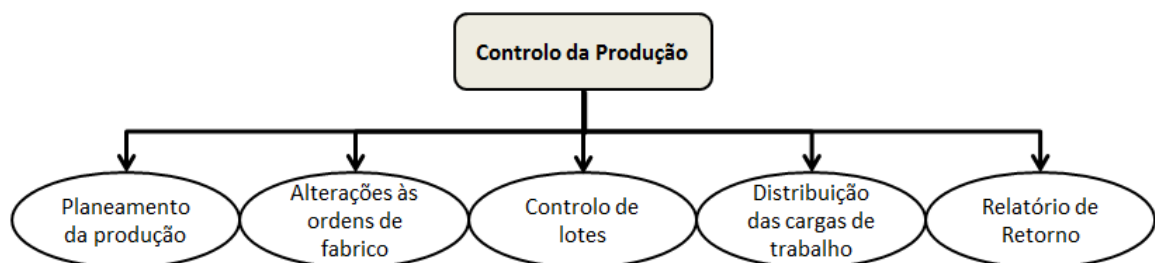 Controlo da Produção
Planeamento
da produção
Alterações às
ordens de
fabrico
Controlo de
lotes
Distribuição
das cargas de
trabalho
Relatório de
Retorno